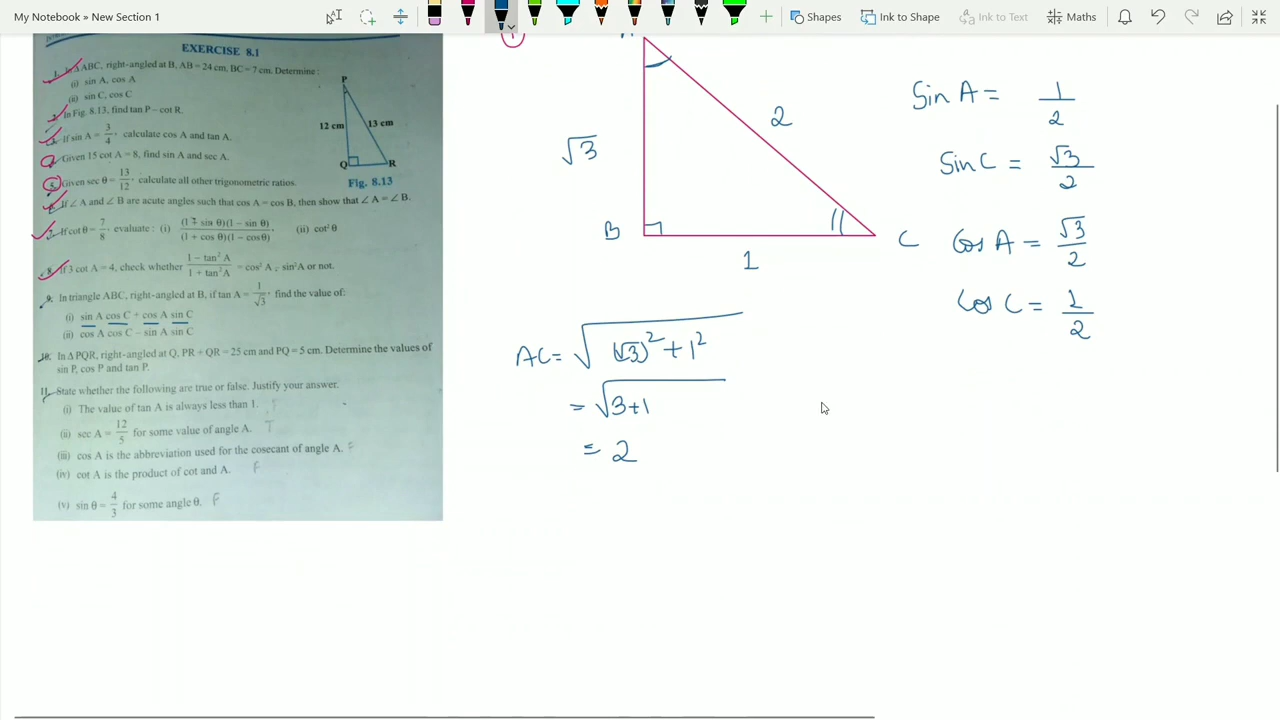 My Notebook » New Section 1
Shapes
Ink to Shape
Ink to Text
Maths
EXERCISE 8.1
1. In ΔABC, right-angled at B, AB = 24 cm, BC = 7 cm. Determine :
(i) sin A, cos A
(ii) sin C, cos C
2. In Fig. 8.13, find tan P – cot R.
3. If sin A = 3/4, calculate cos A and tan A.
4. Given 15 cot A = 8, find sin A and sec A.
5. Given sec θ = 13/12, calculate all other trigonometric ratios.
6. If ∠ A and ∠ B are acute angles such that cos A = cos B, then show that ∠ A = ∠ B.
7. If cot θ = 7/8, evaluate : (i) (1 + sin θ)(1 – sin θ)/(1 + cos θ)(1 – cos θ), (ii) cot² θ
8. If 3 cot A = 4, check whether 1 – tan² A/1 + tan² A = cos² A – sin² A or not.
9. In triangle ABC, right-angled at B, if tan A = 1/√3, find the value of:
(i) sin A cos C + cos A sin C
(ii) cos A cos C – sin A sin C
10. In Δ PQR, right-angled at Q, PR + QR = 25 cm and PQ = 5 cm. Determine the values of
sin P, cos P and tan P.
11. State whether the following are true or false. Justify your answer.
(i) The value of tan A is always less than 1. F
(ii) sec A = 12/5 for some value of angle A. T
(iii) cos A is the abbreviation used for the cosecant of angle A. F
(iv) cot A is the product of cot and A. F
(v) sin θ = 4/3 for some angle θ. F
P
12 cm
13 cm
Q
R
Fig. 8.13
√3
2
B
C
1
AC = √(√3)² + 1²
= √3+1
= 2
Sin A = 1/2
Sin C = √3/2
Cos A = √3/2
Cos C = 1/2